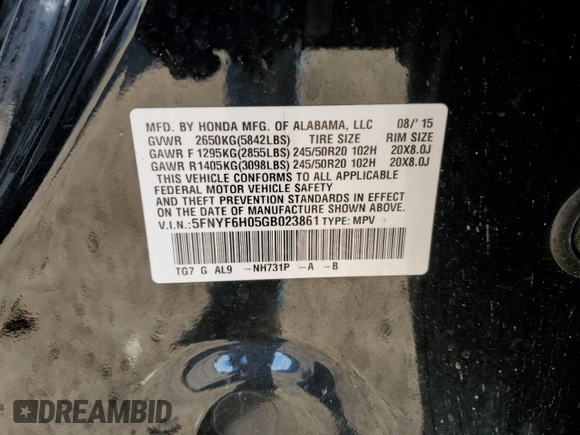 MFD. BY HONDA MFG. OF ALABAMA, LLC 08/'15
GVWR 2650KG(5842LBS) TIRE SIZE RIM SIZE
GAWR F 1295KG(2855LBS) 245/50R20 102H 20X8.0J
GAWR R 1405KG(3098LBS) 245/50R20 102H 20X8.0J
THIS VEHICLE CONFORMS TO ALL APPLICABLE
FEDERAL MOTOR VEHICLE SAFETY
AND THEFT PREVENTION STANDARDS IN EFFECT
ON THE DATE OF MANUFACTURE SHOWN ABOVE.
V.I.N.: 5FNYF6H05GB023861 TYPE: MPV
TG7 G AL9 -NH731P -A -B
DREAMBID